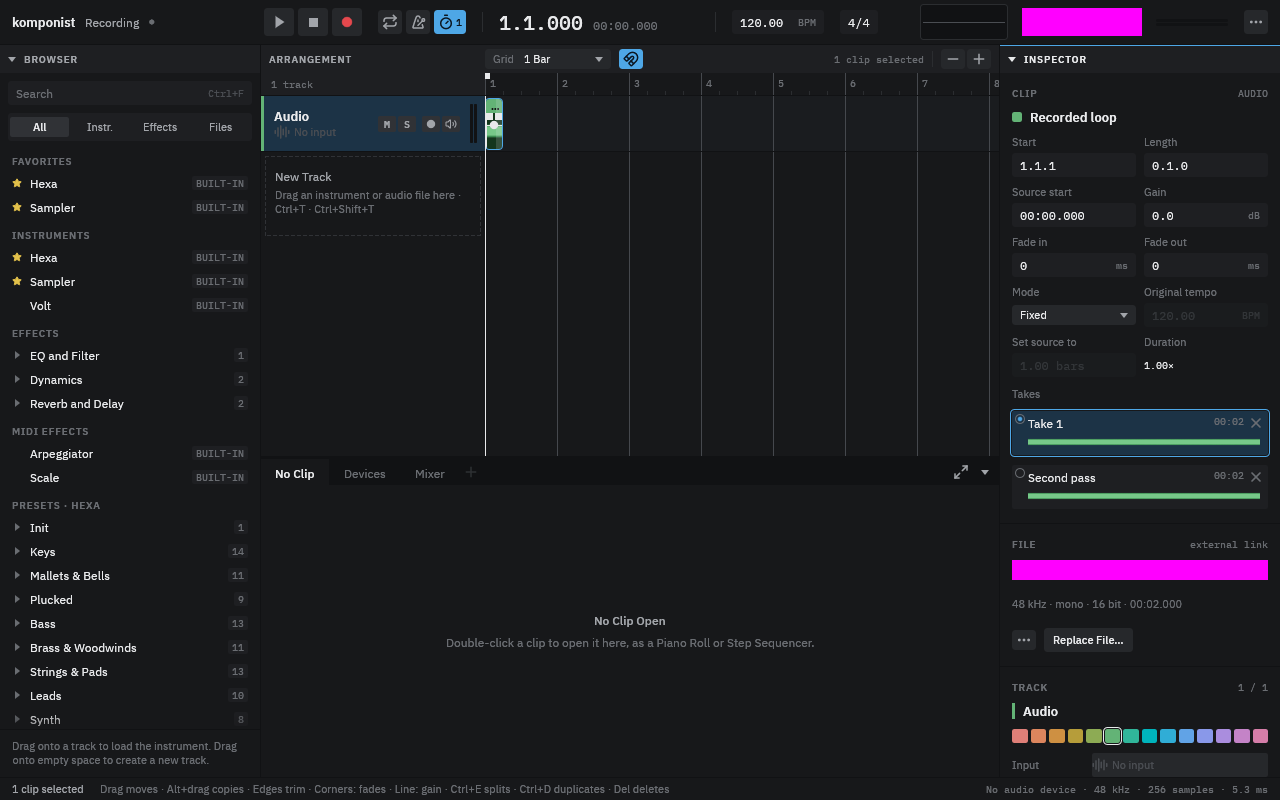 komponist Recording
1
1.1.000 00:00.000
120.00 BPM
4/4
BROWSER
Search Ctrl+F
All Instr. Effects Files
FAVORITES
Hexa BUILT-IN
Sampler BUILT-IN
INSTRUMENTS
Hexa BUILT-IN
Sampler BUILT-IN
Volt BUILT-IN
EFFECTS
EQ and Filter 1
Dynamics 2
Reverb and Delay 2
MIDI EFFECTS
Arpeggiator BUILT-IN
Scale BUILT-IN
PRESETS · HEXA
Init 1
Keys 14
Mallets & Bells 11
Plucked 9
Bass 13
Brass & Woodwinds 11
Strings & Pads 13
Leads 10
Synth 8
Drag onto a track to load the instrument. Drag
onto empty space to create a new track.
ARRANGEMENT
Grid 1 Bar
1 clip selected
1 track
1 2 3 4 5 6 7 8
Audio
No input
M S
New Track
Drag an instrument or audio file here ·
Ctrl+T · Ctrl+Shift+T
No Clip Devices Mixer
No Clip Open
Double-click a clip to open it here, as a Piano Roll or Step Sequencer.
INSPECTOR
CLIP AUDIO
Recorded loop
Start Length
1.1.1 0.1.0
Source start Gain
00:00.000 0.0 dB
Fade in Fade out
0 ms 0 ms
Mode Original tempo
Fixed 120.00 BPM
Set source to Duration
1.00 bars 1.00×
Takes
Take 1 00:02
Second pass 00:02
FILE external link
48 kHz · mono · 16 bit · 00:02.000
Replace File...
TRACK 1 / 1
Audio
Input No input
1 clip selected Drag moves · Alt+drag copies · Edges trim · Corners: fades · Line: gain · Ctrl+E splits · Ctrl+D duplicates · Del deletes
No audio device · 48 kHz · 256 samples · 5.3 ms